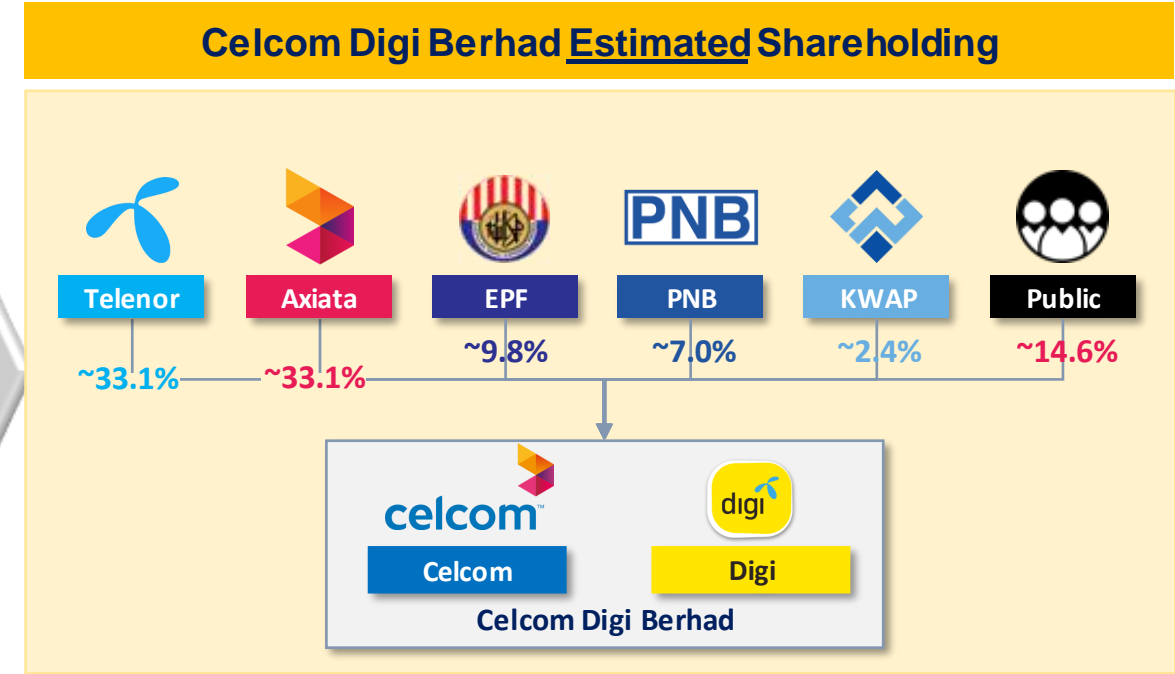 Celcom Digi Berhad Estimated Shareholding
PNB
Telenor
Axiata
EPF
PNB
KWAP
Public
~33.1%
~33.1%
~9.8%
~7.0%
~2.4%
~14.6%
celcom™
digi
Celcom
Digi
Celcom Digi Berhad